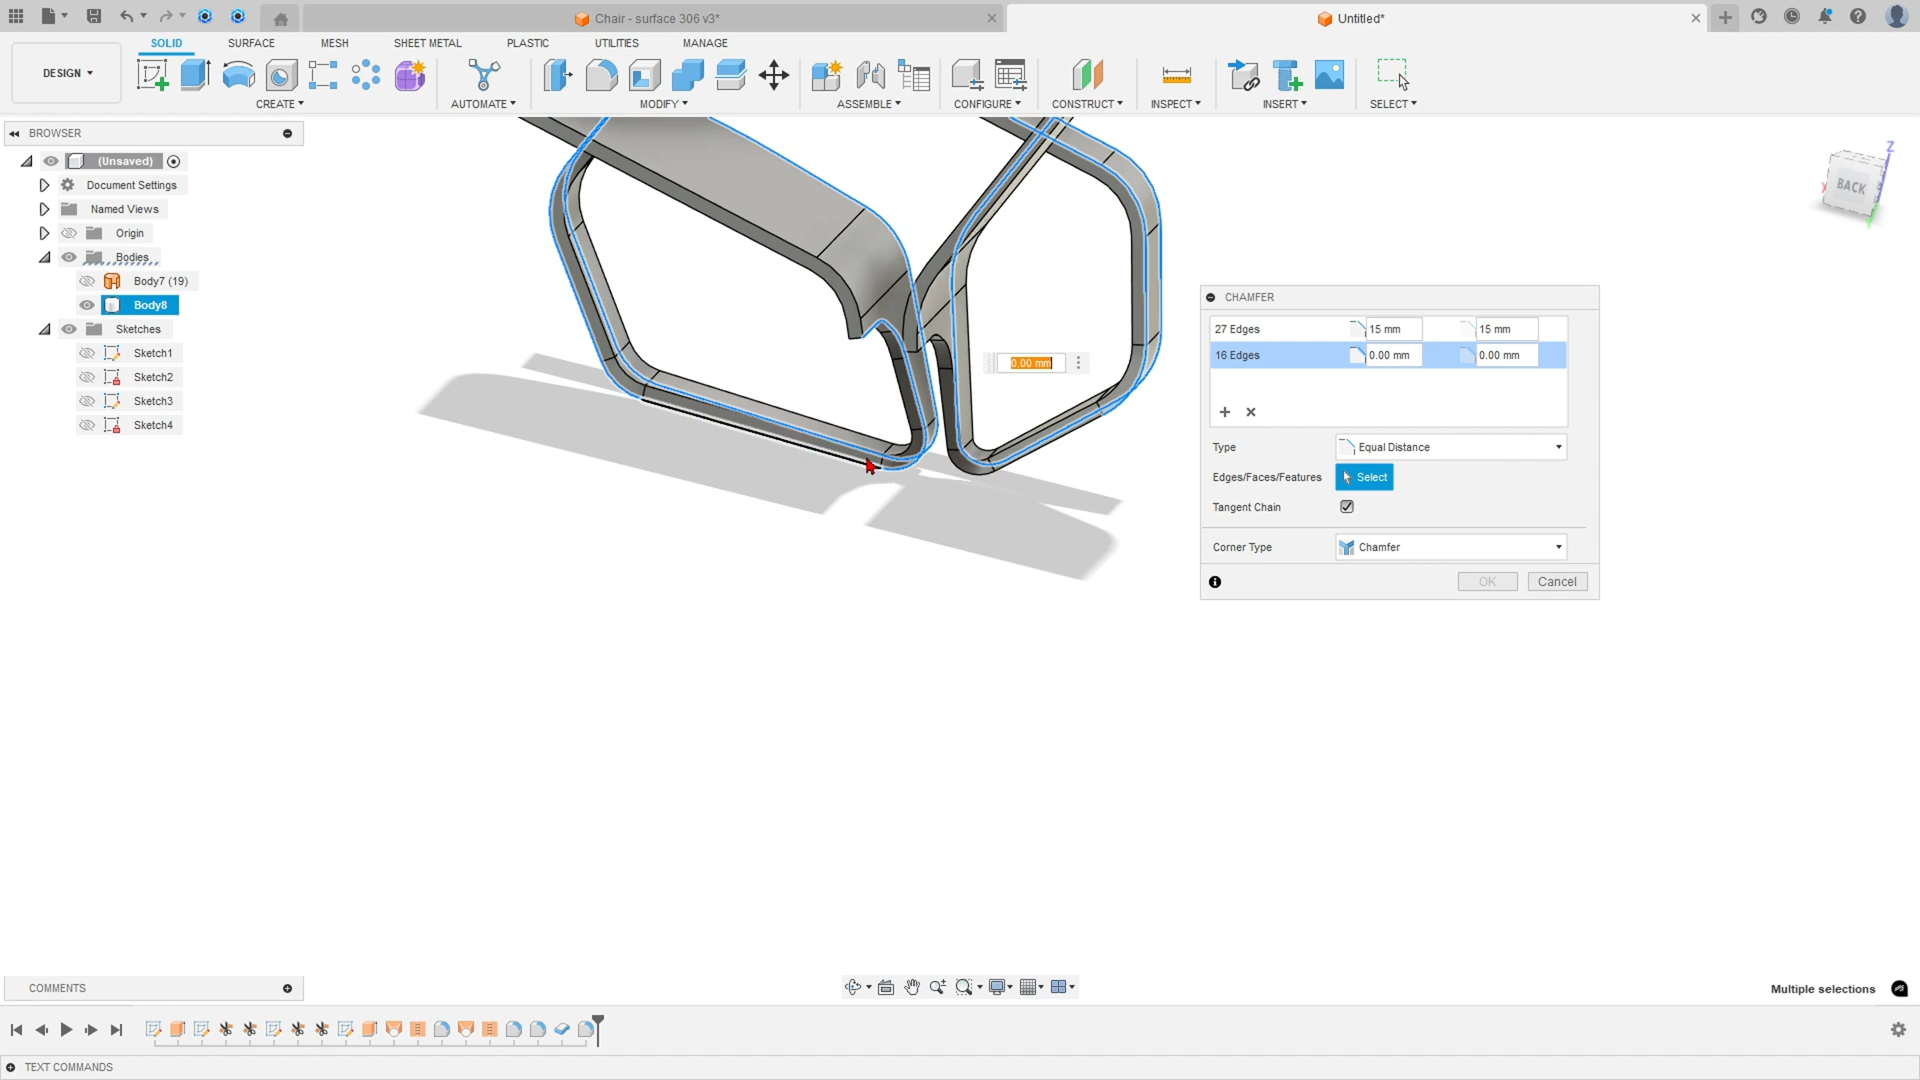 Chair - surface 306 v3*
Untitled*
SOLID SURFACE MESH SHEET METAL PLASTIC UTILITIES MANAGE
DESIGN
CREATE AUTOMATE MODIFY ASSEMBLE CONFIGURE CONSTRUCT INSPECT INSERT SELECT
BROWSER
(Unsaved)
Document Settings
Named Views
Origin
Bodies
Body7 (19)
Body8
Sketches
Sketch1
Sketch2
Sketch3
Sketch4
Z
BACK
X
0.00 mm
CHAMFER
27 Edges 15 mm 15 mm
16 Edges 0.00 mm 0.00 mm
Type Equal Distance
Edges/Faces/Features Select
Tangent Chain
Corner Type Chamfer
OK Cancel
COMMENTS
Multiple selections
TEXT COMMANDS